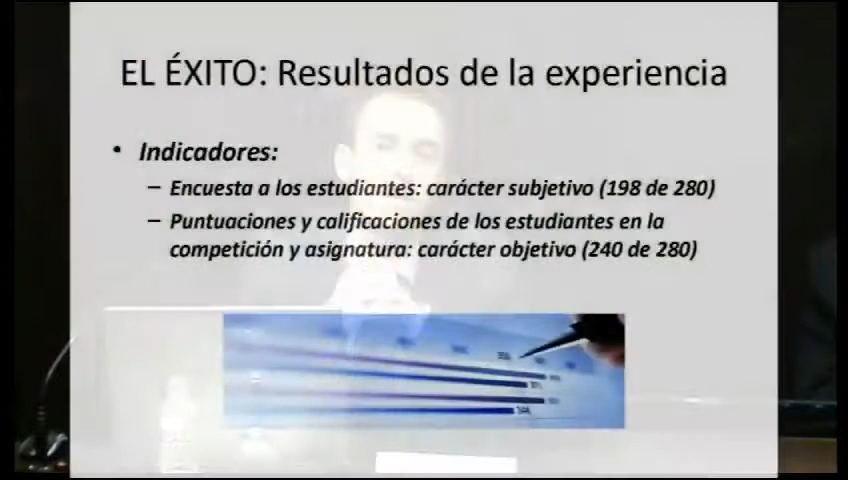 EL ÉXITO: Resultados de la experiencia
• Indicadores:
– Encuesta a los estudiantes: carácter subjetivo (198 de 280)
– Puntuaciones y calificaciones de los estudiantes en la
competición y asignatura: carácter objetivo (240 de 280)